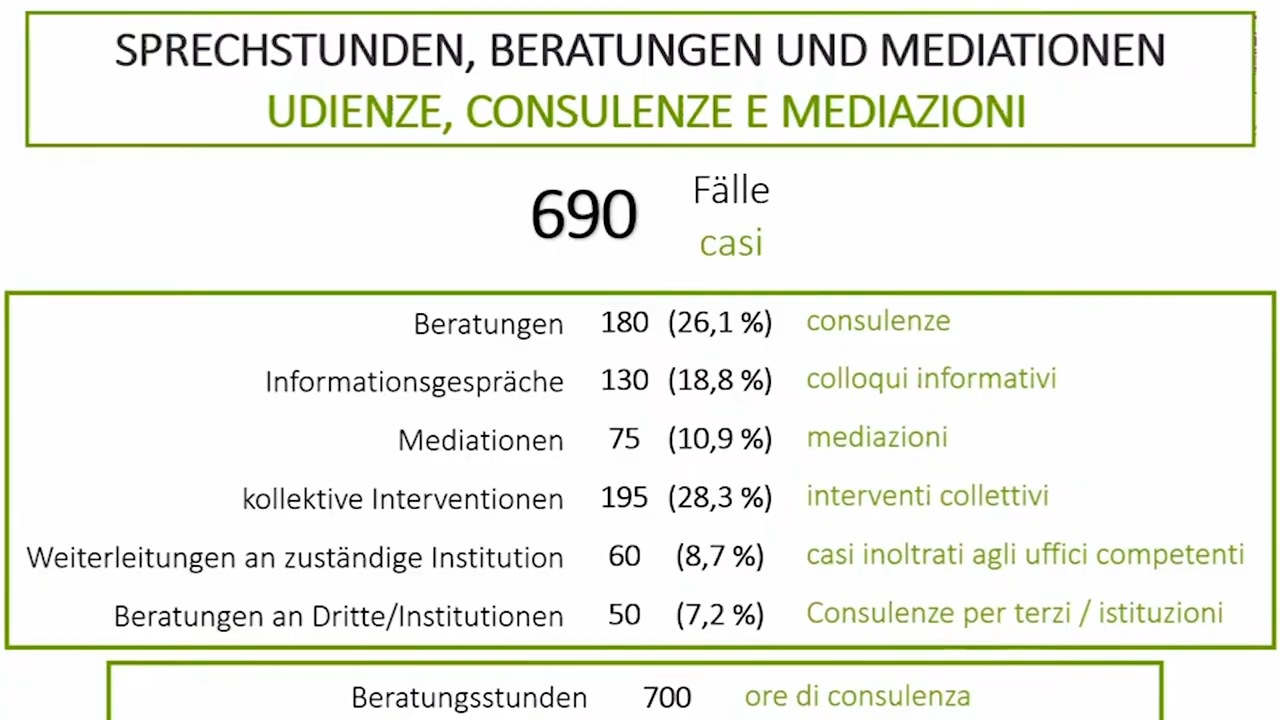 SPRECHSTUNDEN, BERATUNGEN UND MEDIATIONEN
UDIENZE, CONSULENZE E MEDIAZIONI
690 Fälle
casi
Beratungen 180 (26,1 %) consulenze
Informationsgespräche 130 (18,8 %) colloqui informativi
Mediationen 75 (10,9 %) mediazioni
kollektive Interventionen 195 (28,3 %) interventi collettivi
Weiterleitungen an zuständige Institution 60 (8,7 %) casi inoltrati agli uffici competenti
Beratungen an Dritte/Institutionen 50 (7,2 %) Consulenze per terzi / istituzioni
Beratungsstunden 700 ore di consulenza